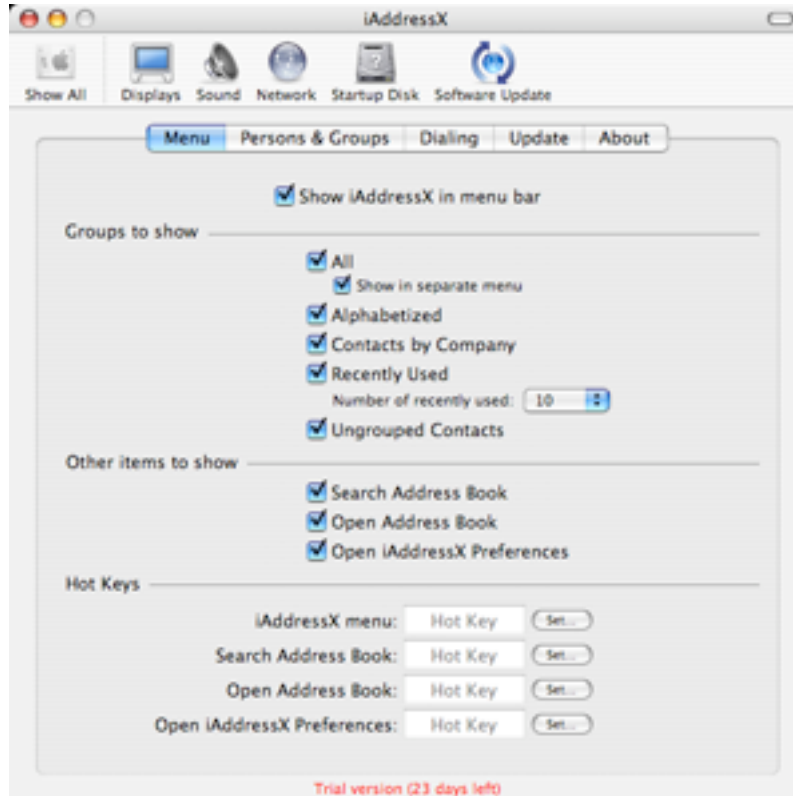 iAddressX
Show All Displays Sound Network Startup Disk Software Update
Menu Persons & Groups Dialing Update About
Show iAddressX in menu bar
Groups to show
All
Show in separate menu
Alphabetized
Contacts by Company
Recently Used
Number of recently used: 10
Ungrouped Contacts
Other items to show
Search Address Book
Open Address Book
Open iAddressX Preferences
Hot Keys
iAddressX menu: Hot Key Set...
Search Address Book: Hot Key Set...
Open Address Book: Hot Key Set...
Open iAddressX Preferences: Hot Key Set...
Trial version (23 days left)